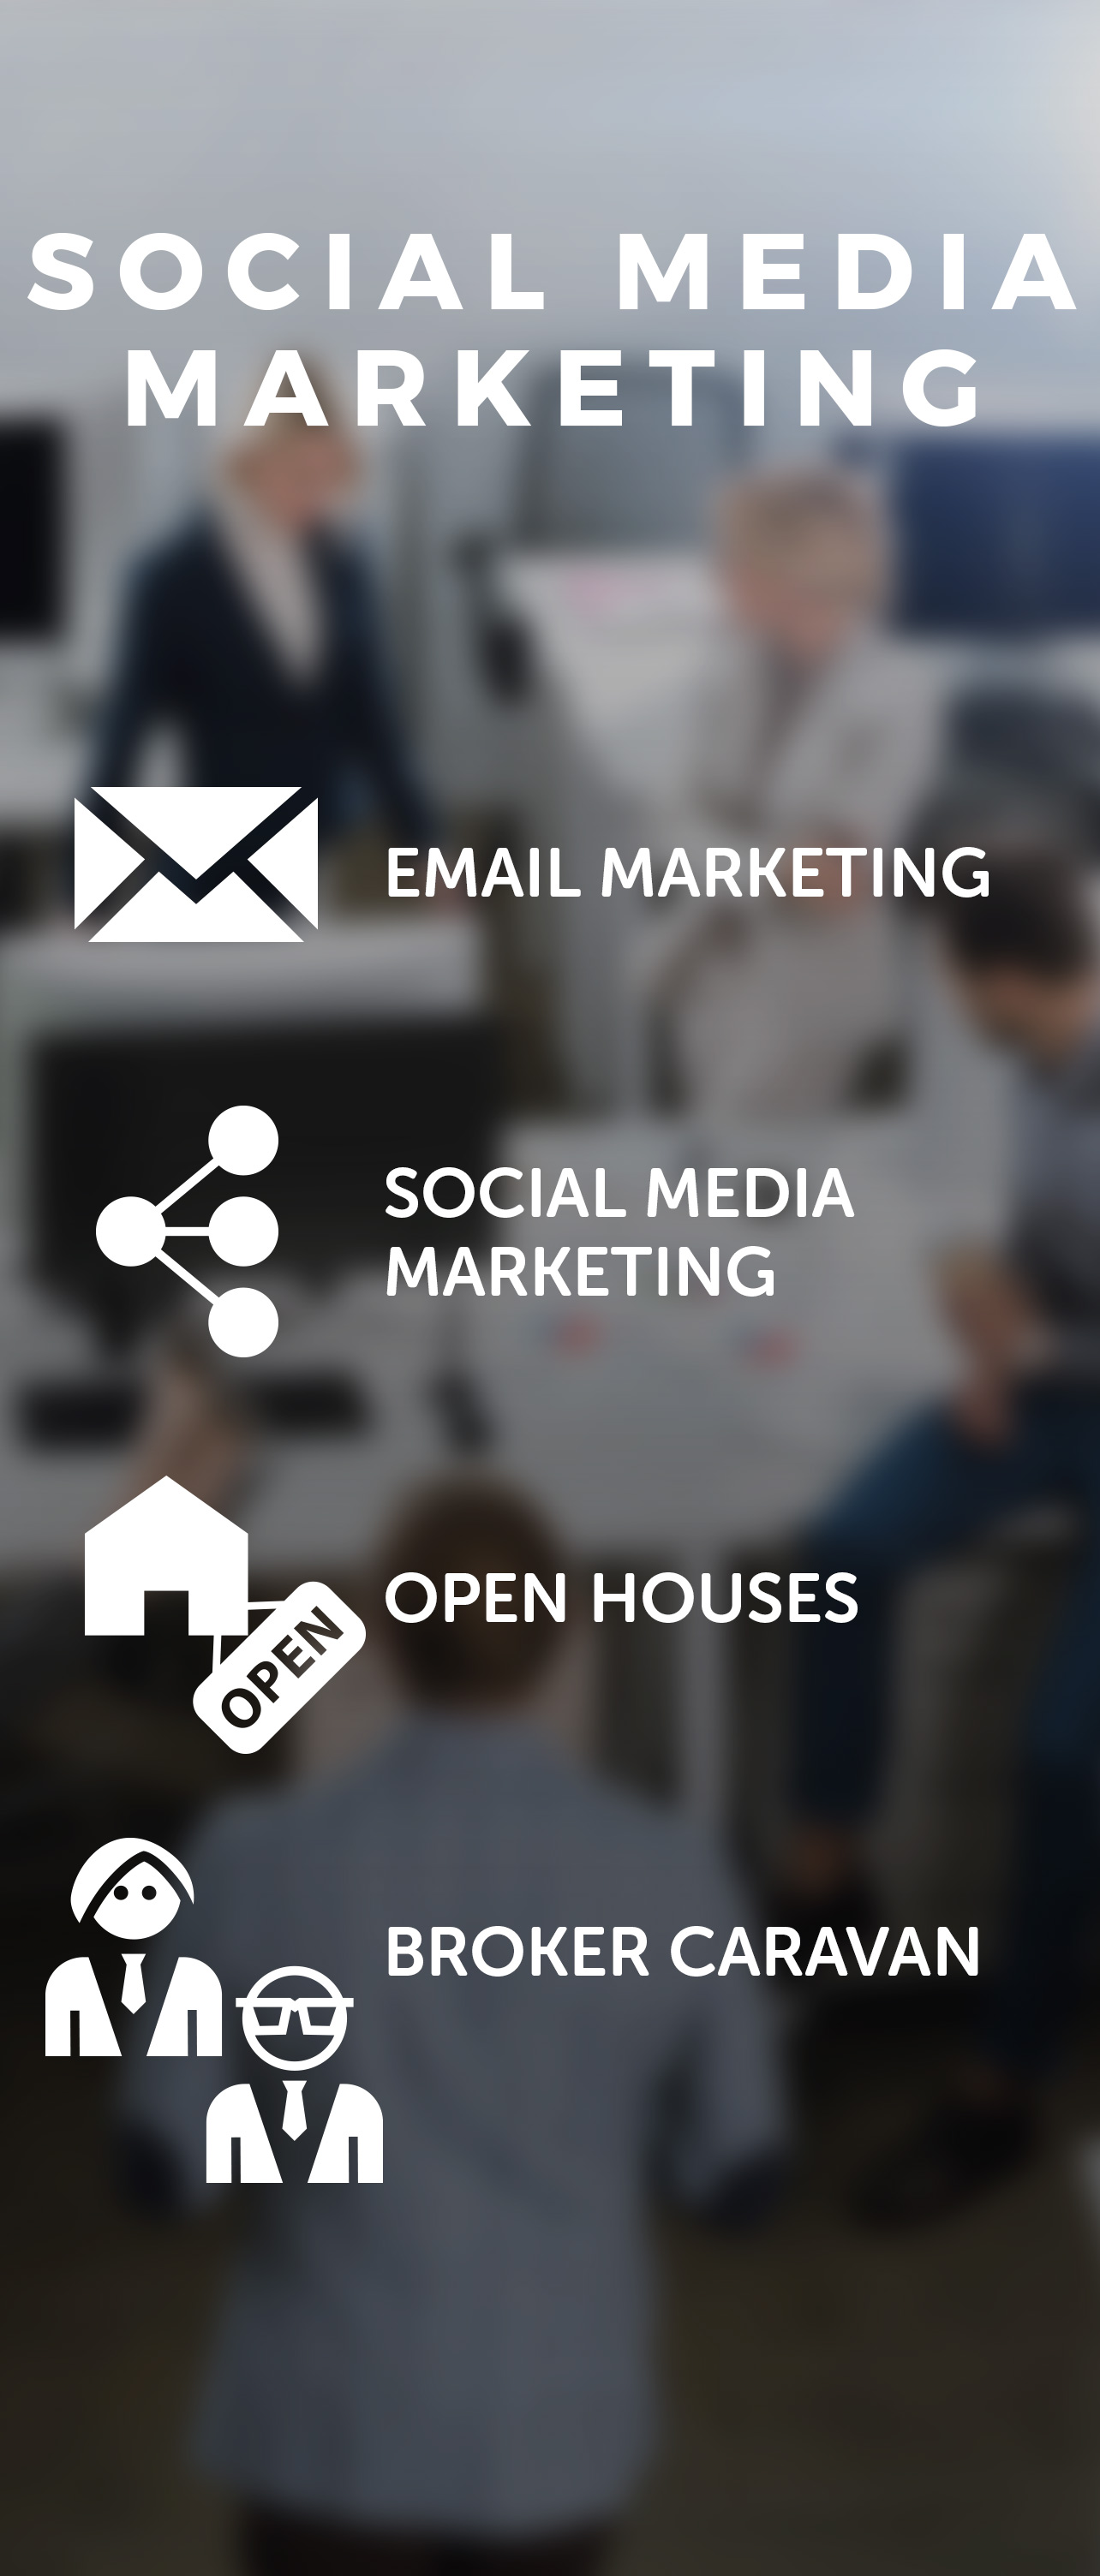 SOCIAL MEDIA
MARKETING
EMAIL MARKETING
SOCIAL MEDIA
MARKETING
OPEN HOUSES
OPEN
BROKER CARAVAN